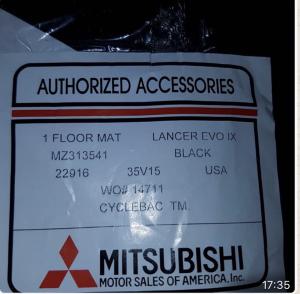 AUTHORIZED ACCESSORIES
1 FLOOR MAT LANCER EVO IX
MZ313541 BLACK
22916 35V15 USA
WO# 14711
CYCLEBAC TM.
MITSUBISHI
MOTOR SALES OF AMERICA, Inc.
17:35